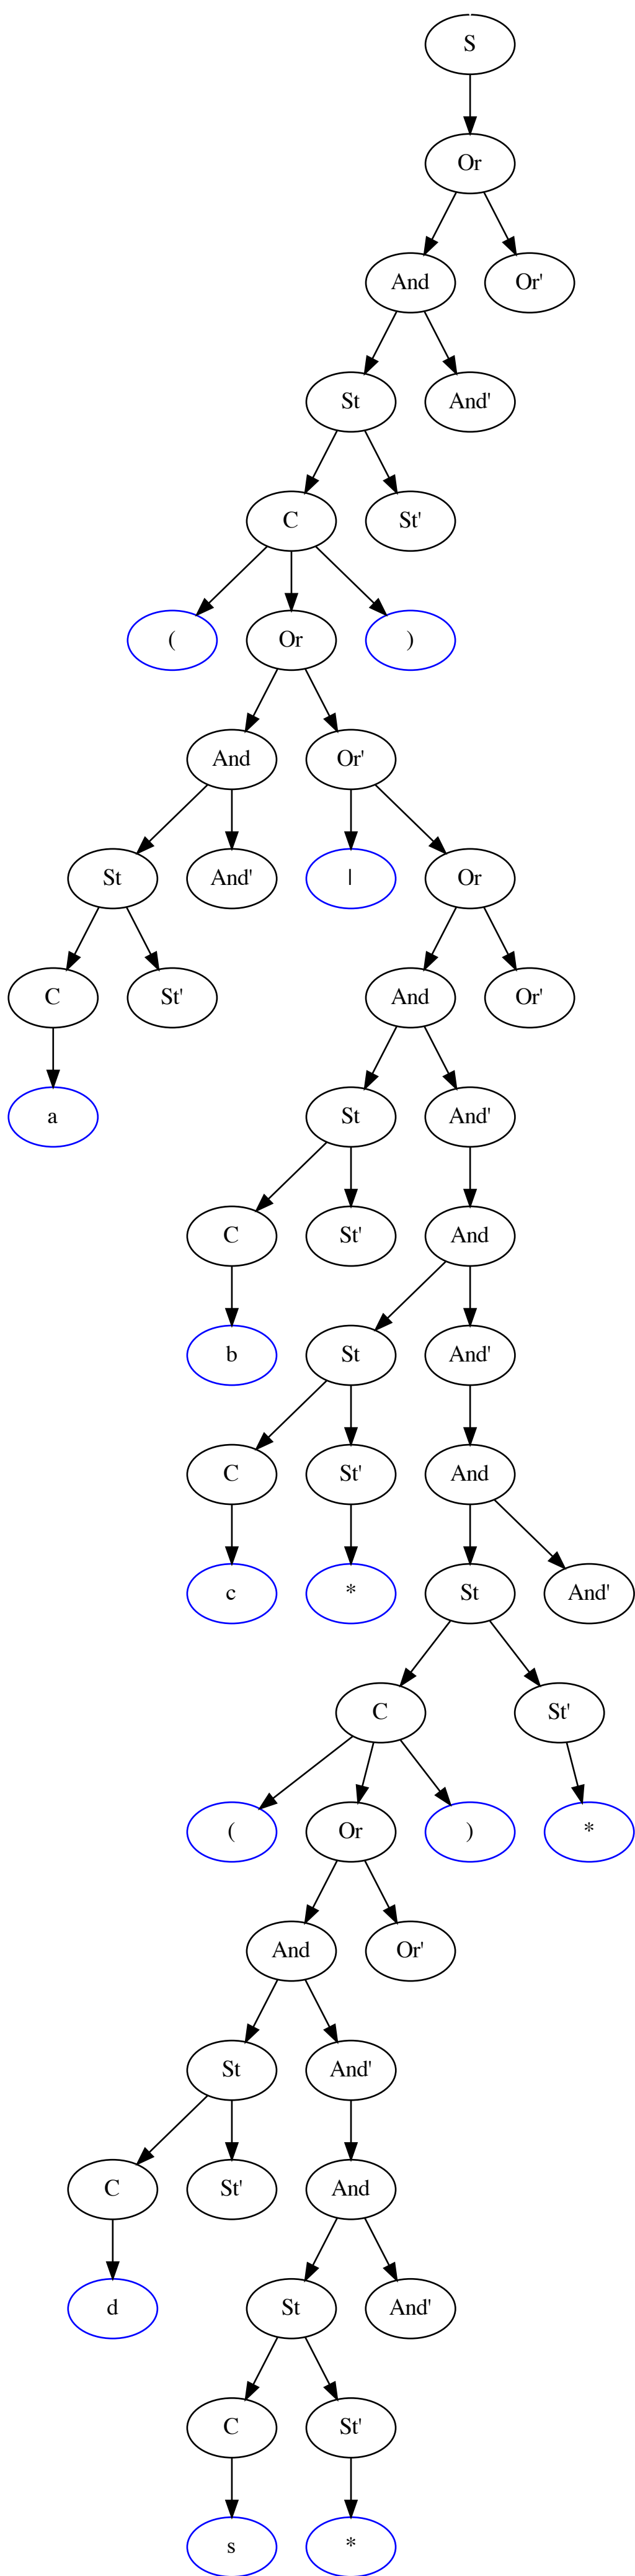 S
Or
And Or'
St And'
C St'
( Or )
And Or'
St And' | Or
C St' And Or'
a St And'
C St' And
b St And'
C St' And
c * St And'
C St'
( Or ) *
And Or'
St And'
C St' And
d St And'
C St'
s *